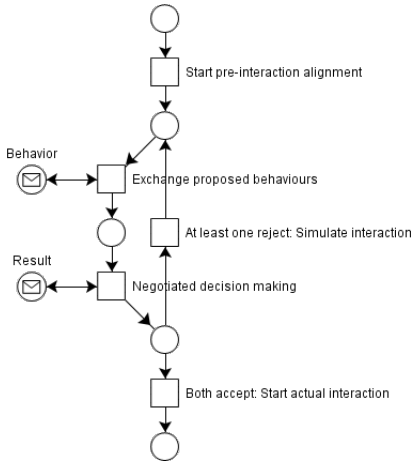 Start pre-interaction alignment
Behavior
Exchange proposed behaviours
At least one reject: Simulate interaction
Result
Negotiated decision making
Both accept: Start actual interaction